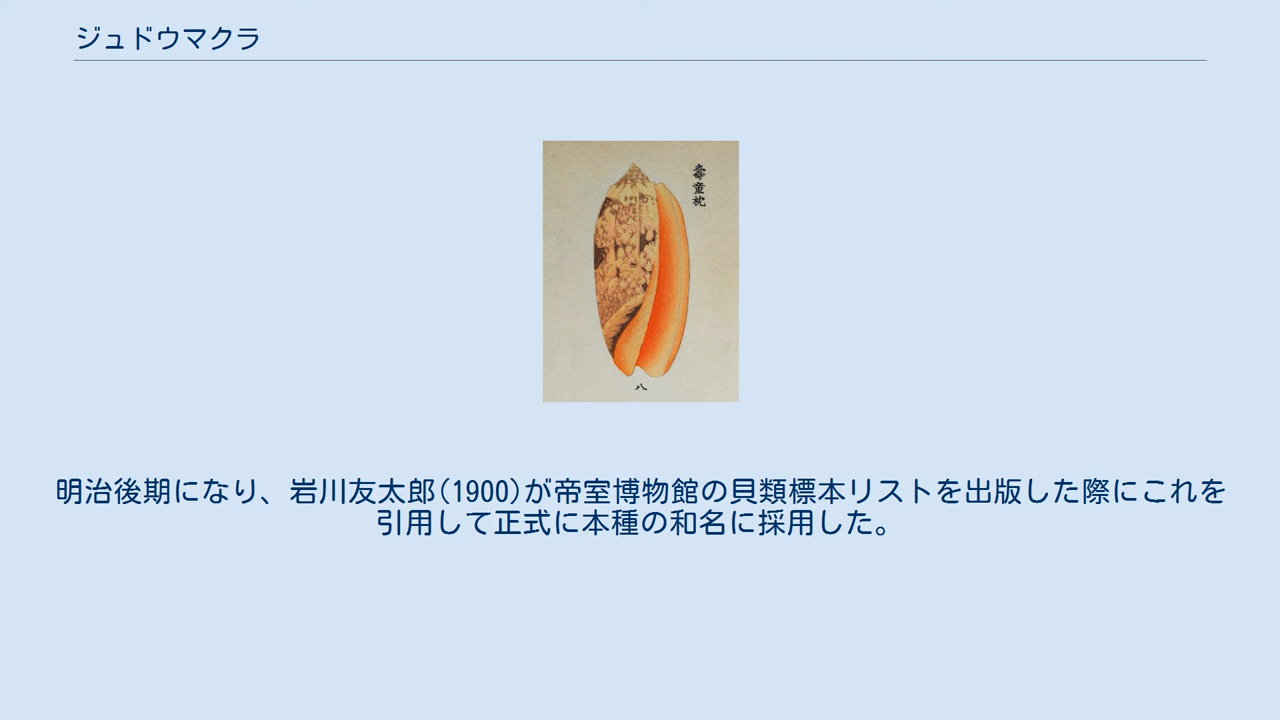 ジュドウマクラ
壽童枕
八
明治後期になり、岩川友太郎(1900)が帝室博物館の貝類標本リストを出版した際にこれを
引用して正式に本種の和名に採用した。